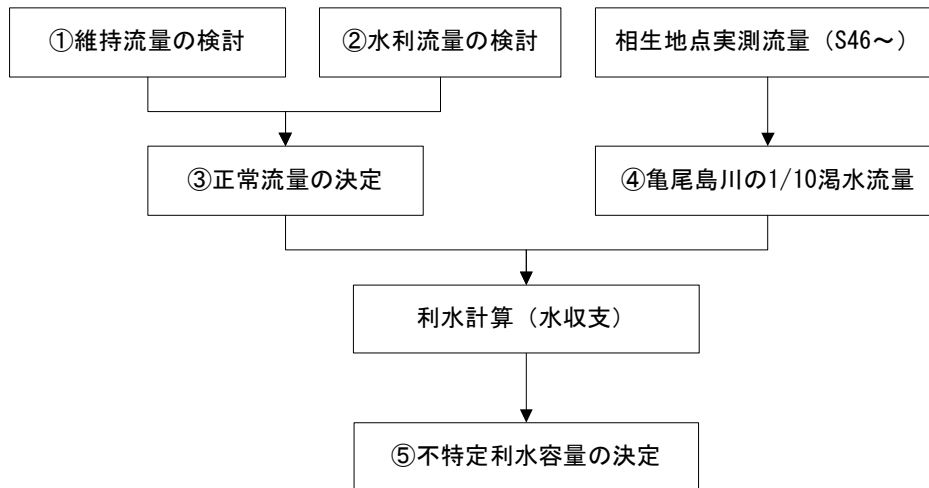 ①維持流量の検討
②水利流量の検討
相生地点実測流量（S46～）
③正常流量の決定
④亀尾島川の1/10渇水流量
利水計算（水収支）
⑤不特定利水容量の決定